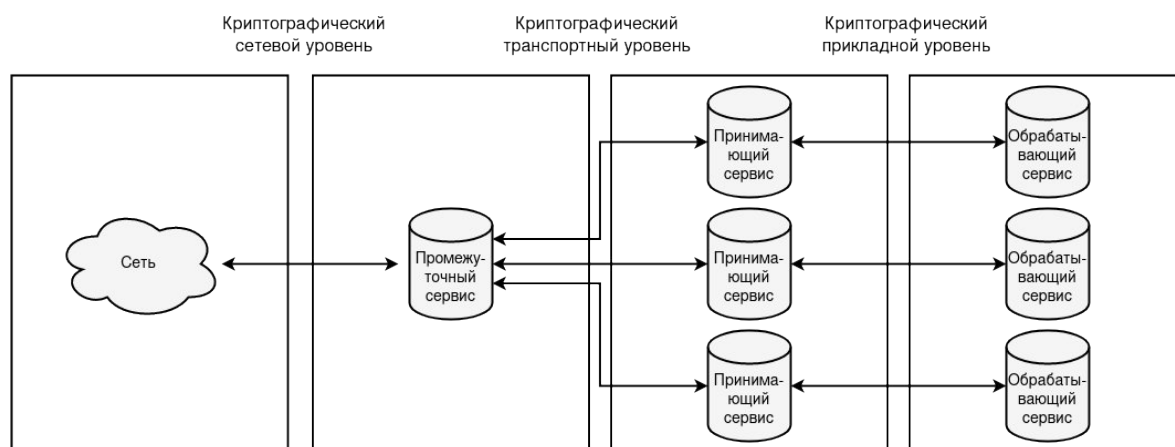 Криптографический
сетевой уровень
Криптографический
транспортный уровень
Криптографический
прикладной уровень
Сеть
Промежу-
точный
сервис
Принима-
ющий
сервис
Обрабаты-
вающий
сервис
Принима-
ющий
сервис
Обрабаты-
вающий
сервис
Принима-
ющий
сервис
Обрабаты-
вающий
сервис